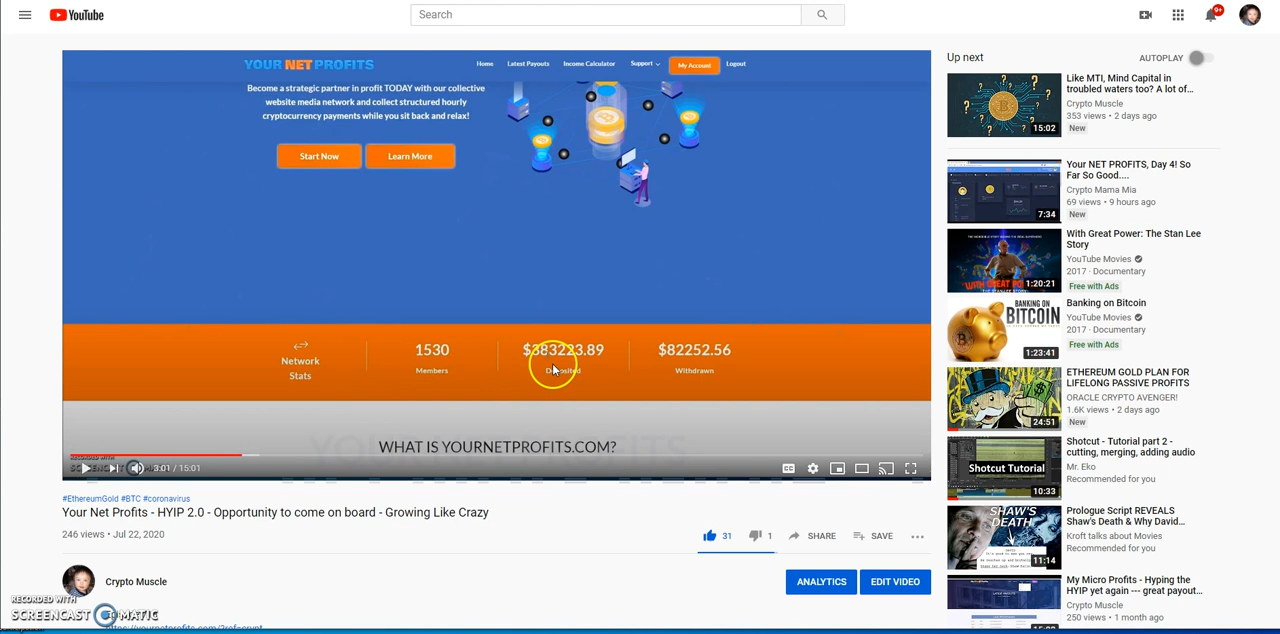 YouTube
Search
9+
YOUR NET PROFITS
Home
Latest Payouts
Income Calculator
Support
My Account
Logout
Become a strategic partner in profit TODAY with our collective
website media network and collect structured hourly
cryptocurrency payments while you sit back and relax!
Start Now
Learn More
Network
Stats
1530
Members
$383223.89
Deposited
$82252.56
Withdrawn
WHAT IS YOURNETPROFITS.COM?
3:01 / 15:01
#EthereumGold #BTC #coronavirus
Your Net Profits - HYIP 2.0 - Opportunity to come on board - Growing Like Crazy
246 views • Jul 22, 2020
31
1
SHARE
SAVE
Crypto Muscle
ANALYTICS
EDIT VIDEO
RECORDED WITH
SCREENCAST MATIC
https://yournetprofits.com/?ref=crypt
Up next
AUTOPLAY
15:02
Like MTI, Mind Capital in
troubled waters too? A lot of...
Crypto Muscle
353 views • 2 days ago
New
7:34
Your NET PROFITS, Day 4! So
Far So Good....
Crypto Mama Mia
69 views • 9 hours ago
New
1:20:21
With Great Power: The Stan Lee
Story
YouTube Movies
2017 • Documentary
Free with Ads
BANKING ON
BITCOIN
1:23:41
Banking on Bitcoin
YouTube Movies
2017 • Documentary
Free with Ads
24:51
ETHEREUM GOLD PLAN FOR
LIFELONG PASSIVE PROFITS
ORACLE CRYPTO AVENGER!
1.6K views • 2 days ago
New
Shotcut Tutorial
10:33
Shotcut - Tutorial part 2 -
cutting, merging, adding audio
Mr. Eko
Recommended for you
SHAW'S
DEATH
11:14
Prologue Script REVEALS
Shaw's Death & Why David...
Kroft talks about Movies
Recommended for you
My Micro Profits - Hyping the
HYIP yet again --- great payout...
Crypto Muscle
250 views • 1 month ago